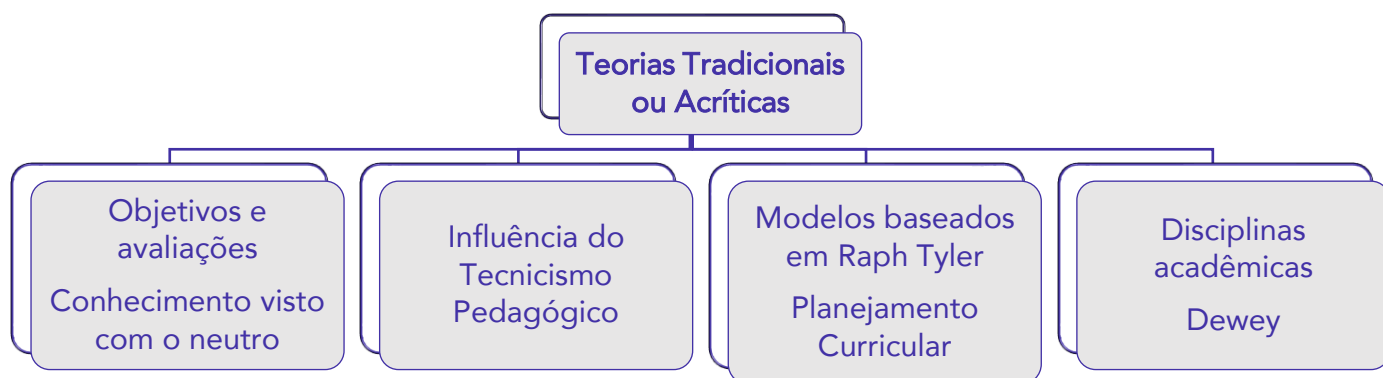 Teorias Tradicionais
ou Acríticas
Objetivos e
avaliações
Conhecimento visto
com o neutro
Influência do
Tecnicismo
Pedagógico
Modelos baseados
em Raph Tyler
Planejamento
Curricular
Disciplinas
acadêmicas
Dewey